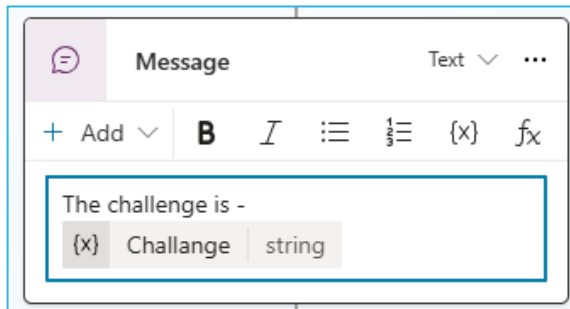 Message Text
+ Add B I {x} fx
The challenge is -
{x} Challange string